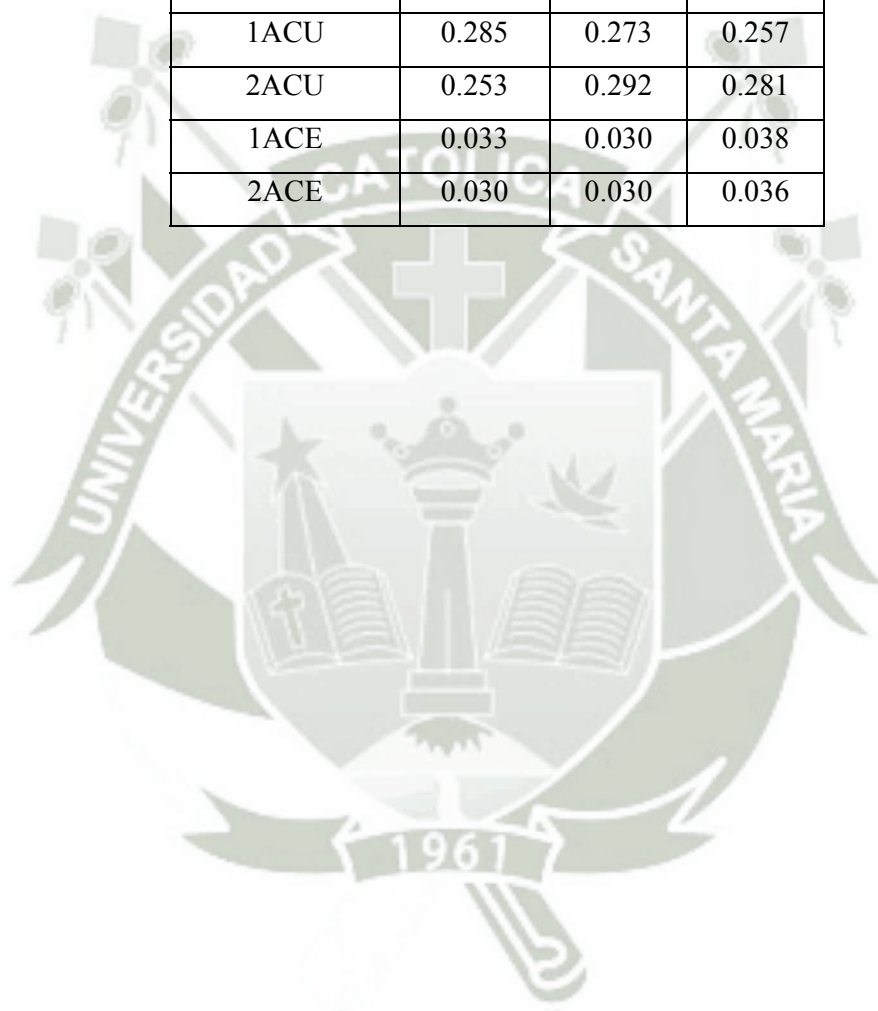 1ACU 0.285 0.273 0.257
2ACU 0.253 0.292 0.281
1ACE 0.033 0.030 0.038
2ACE 0.030 0.030 0.036
UNIVERSIDAD CATOLICA SANTA MARIA
1961